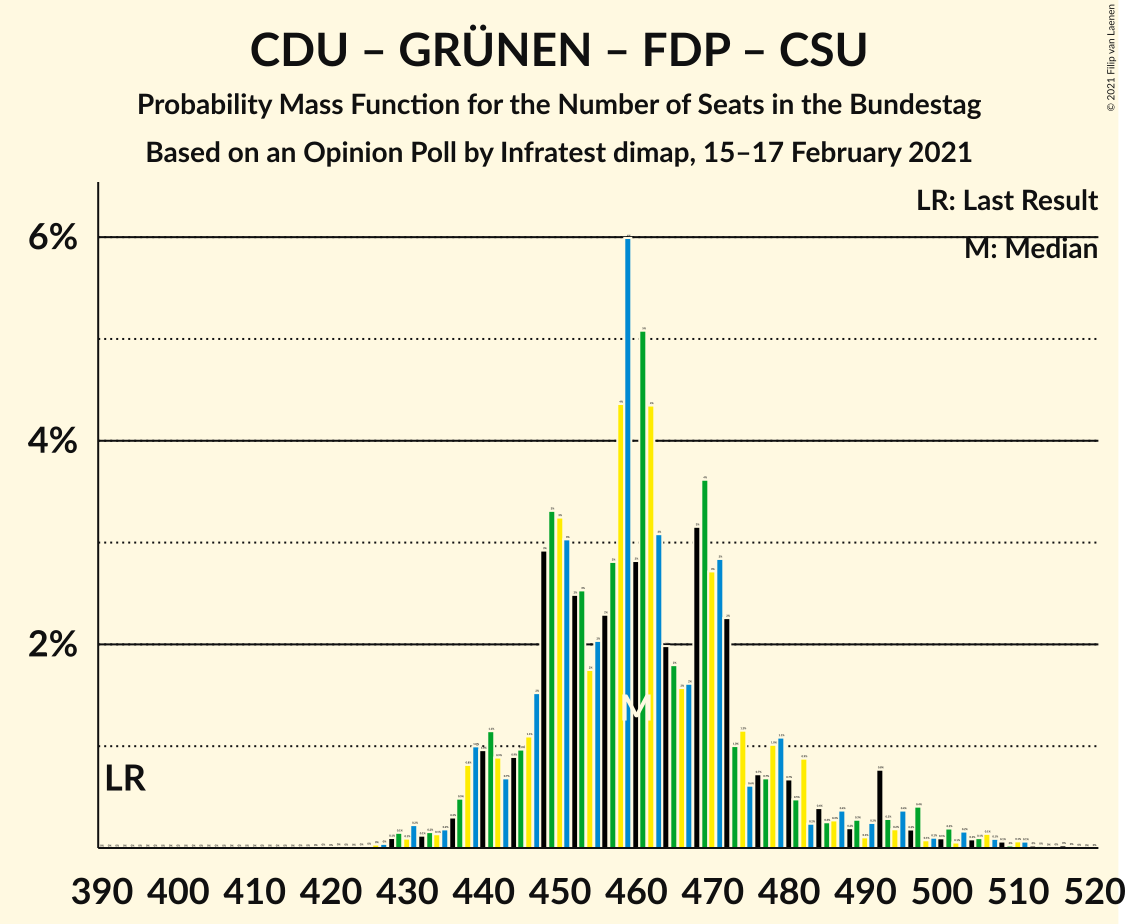 CDU – GRÜNEN – FDP – CSU
Probability Mass Function for the Number of Seats in the Bundestag
Based on an Opinion Poll by Infratest dimap, 15–17 February 2021
© 2021 Filip van Laenen
LR: Last Result
M: Median
6%
4%
2%
M
LR
390 400 410 420 430 440 450 460 470 480 490 500 510 520